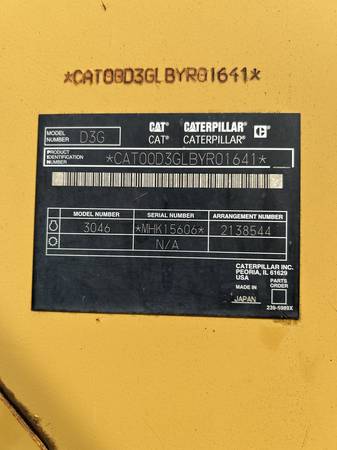 *CAT00D3GLBYR01641*
MODEL NUMBER D3G CAT CATERPILLAR C
CAT® CATERPILLAR®
PRODUCT IDENTIFICATION NUMBER *CAT00D3GLBYR01641*
MODEL NUMBER SERIAL NUMBER ARRANGEMENT NUMBER
3046 *MHK15606* 2138544
N/A
CATERPILLAR INC.
PEORIA, IL 61629
USA
MADE IN PARTS ORDER
JAPAN
239-5989X